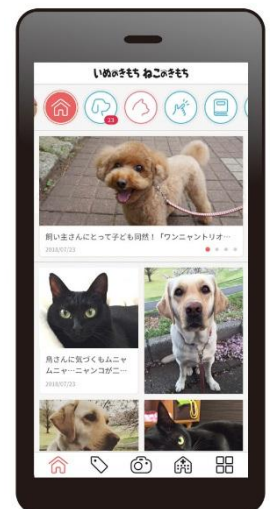 いぬのきもち ねこのきもち
23
飼い主さんにとって子ども同然！「ワンニャントリオ…
2018/07/23
鳥さんに気づくもムニャ
ムニャ…ニャンコが二…
2018/07/23